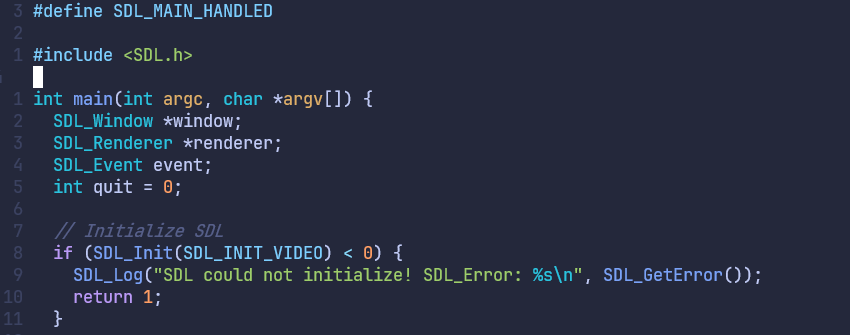 3 #define SDL_MAIN_HANDLED
2
1 #include <SDL.h>
1 int main(int argc, char *argv[]) {
2   SDL_Window *window;
3   SDL_Renderer *renderer;
4   SDL_Event event;
5   int quit = 0;
6
7   // Initialize SDL
8   if (SDL_Init(SDL_INIT_VIDEO) < 0) {
9     SDL_Log("SDL could not initialize! SDL_Error: %s\n", SDL_GetError());
10     return 1;
11   }